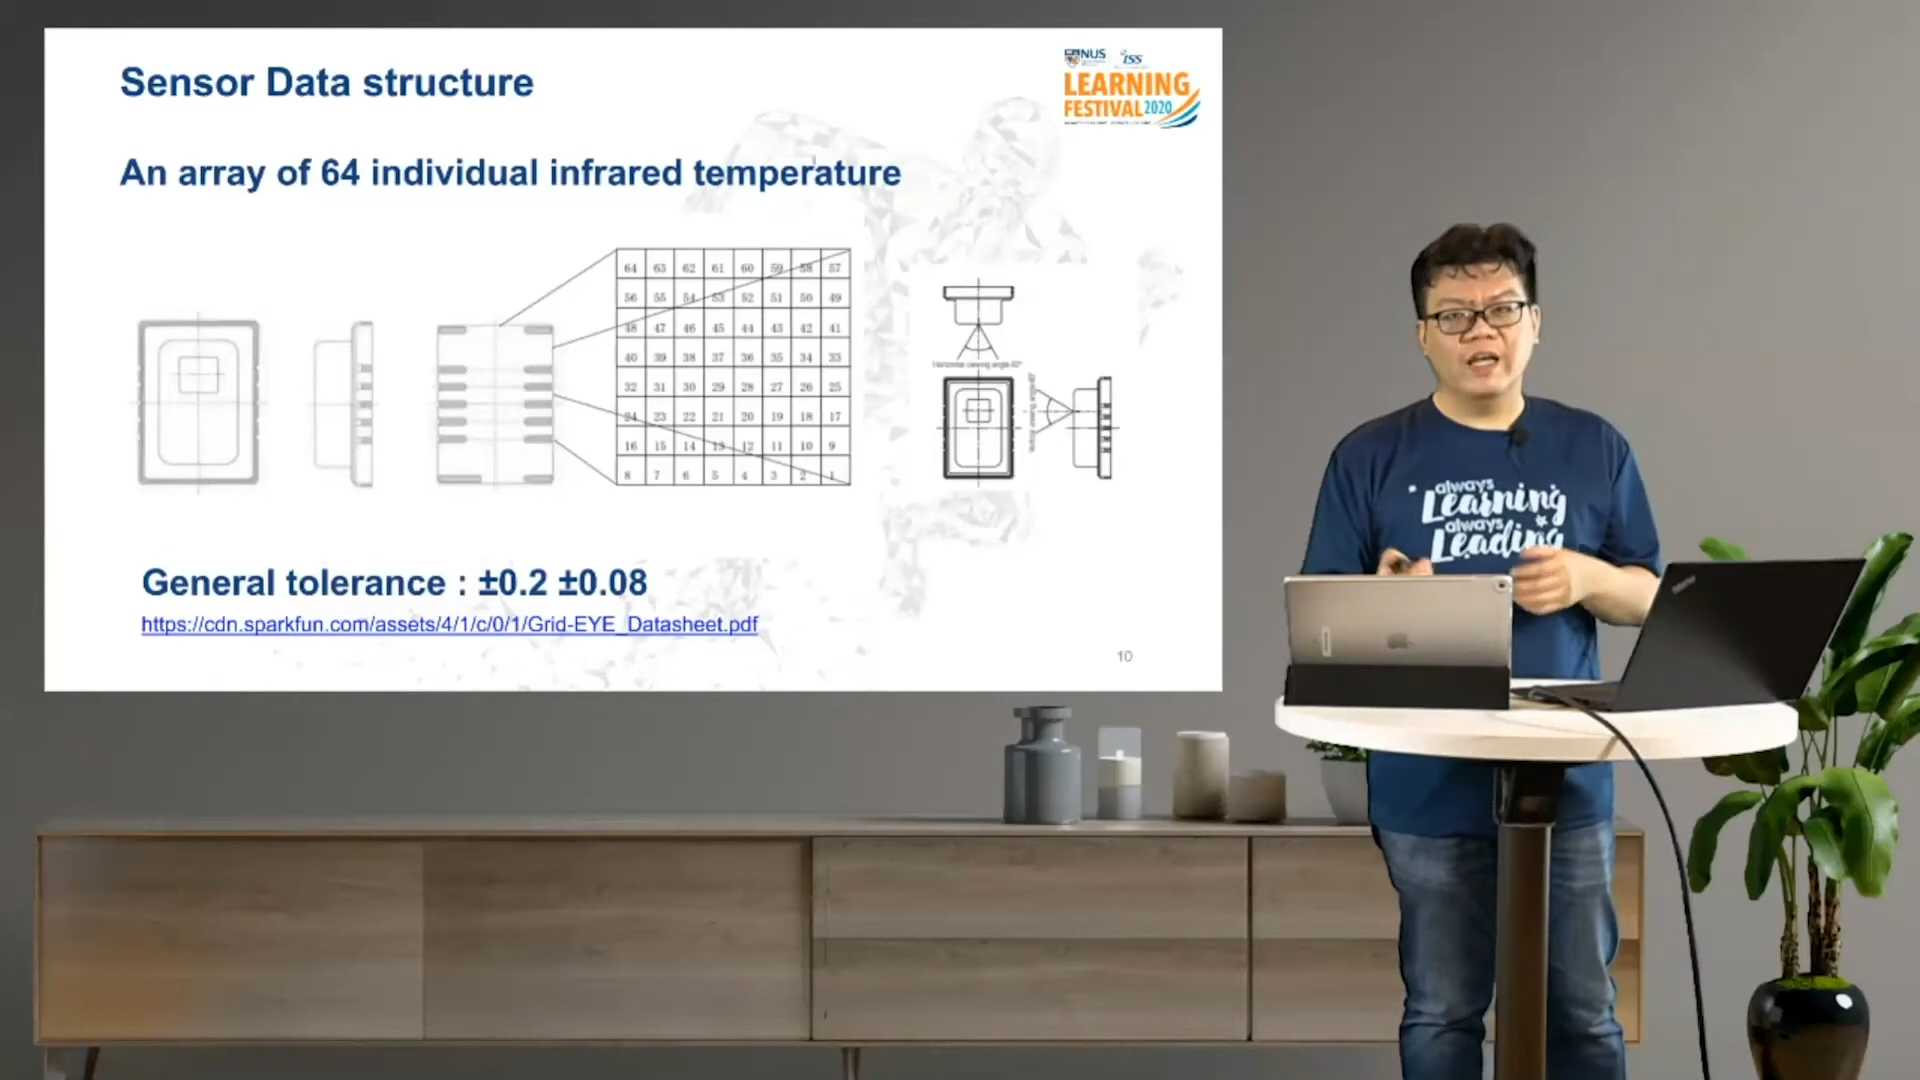 Sensor Data structure
NUS
ISS
LEARNING
FESTIVAL 2020
An array of 64 individual infrared temperature
64 63 62 61 60 59 58 57
56 55 54 53 52 51 50 49
48 47 46 45 44 43 42 41
40 39 38 37 36 35 34 33
32 31 30 29 28 27 26 25
24 23 22 21 20 19 18 17
16 15 14 13 12 11 10 9
8 7 6 5 4 3 2 1
Horizontal viewing angle 60°
General tolerance : ±0.2 ±0.08
https://cdn.sparkfun.com/assets/4/1/c/0/1/Grid-EYE_Datasheet.pdf
10
always
Learning
always
Leading
ThinkPad